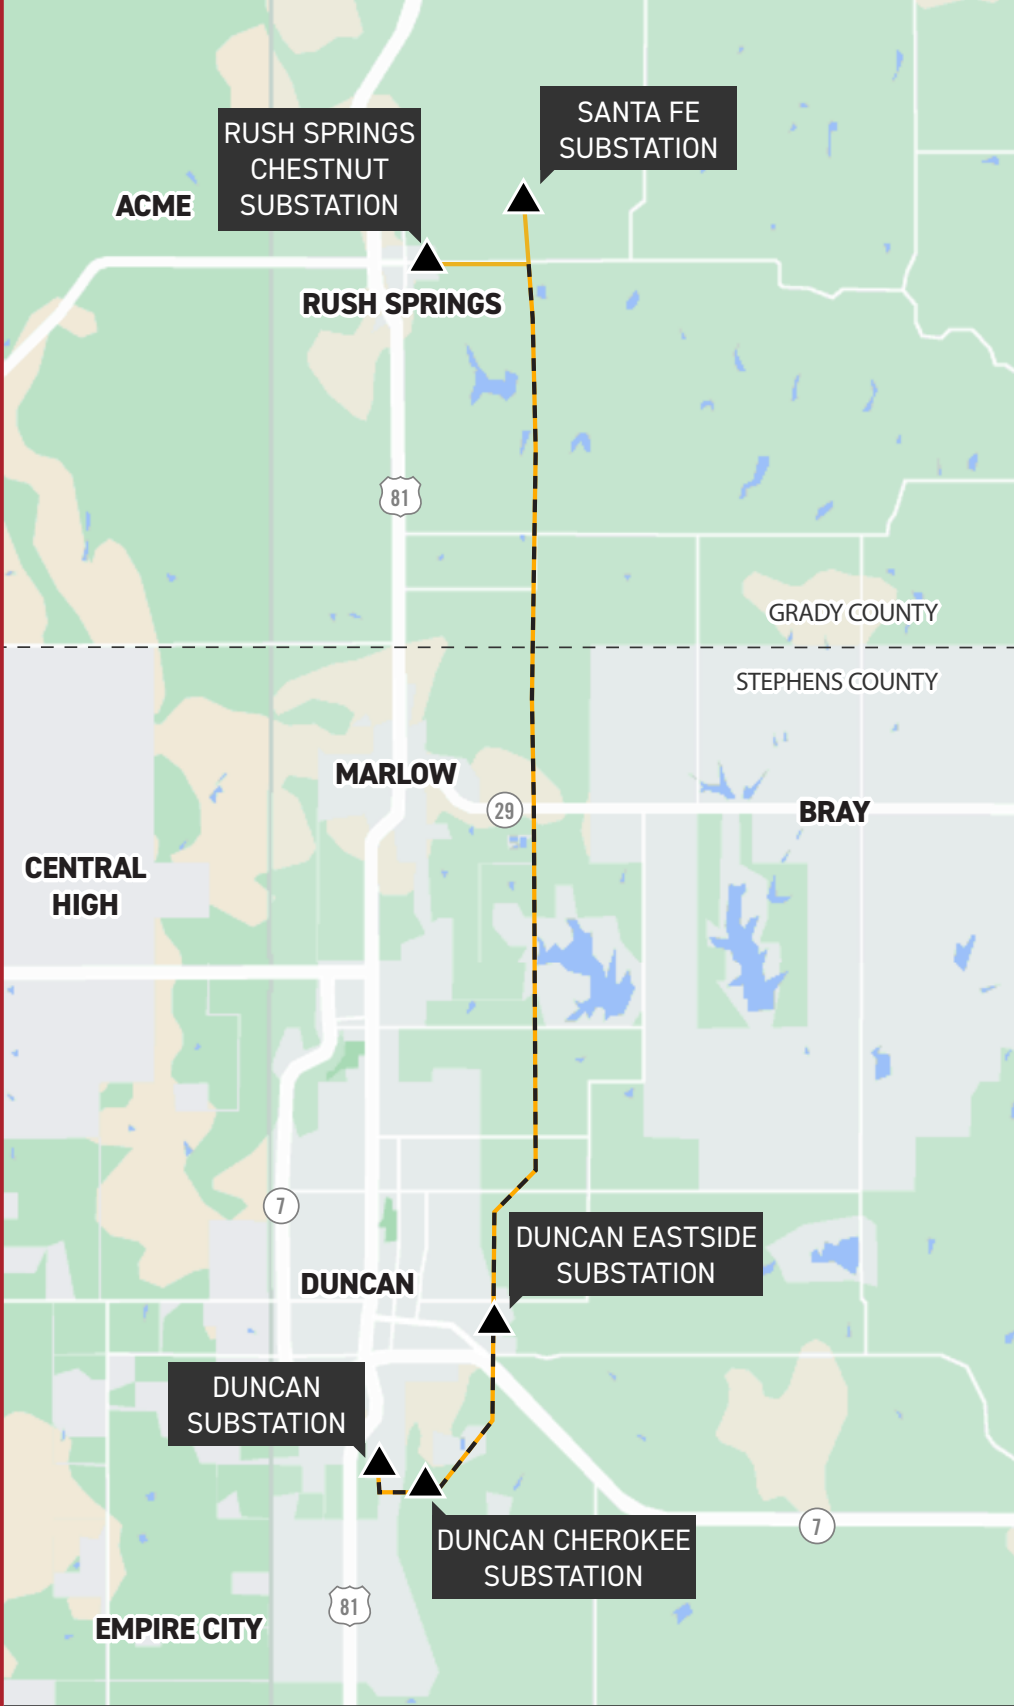 SANTA FE
SUBSTATION
RUSH SPRINGS
CHESTNUT
SUBSTATION
ACME
RUSH SPRINGS
81
GRADY COUNTY
STEPHENS COUNTY
MARLOW
29
BRAY
CENTRAL
HIGH
7
DUNCAN EASTSIDE
SUBSTATION
DUNCAN
DUNCAN
SUBSTATION
7
DUNCAN CHEROKEE
SUBSTATION
81
EMPIRE CITY